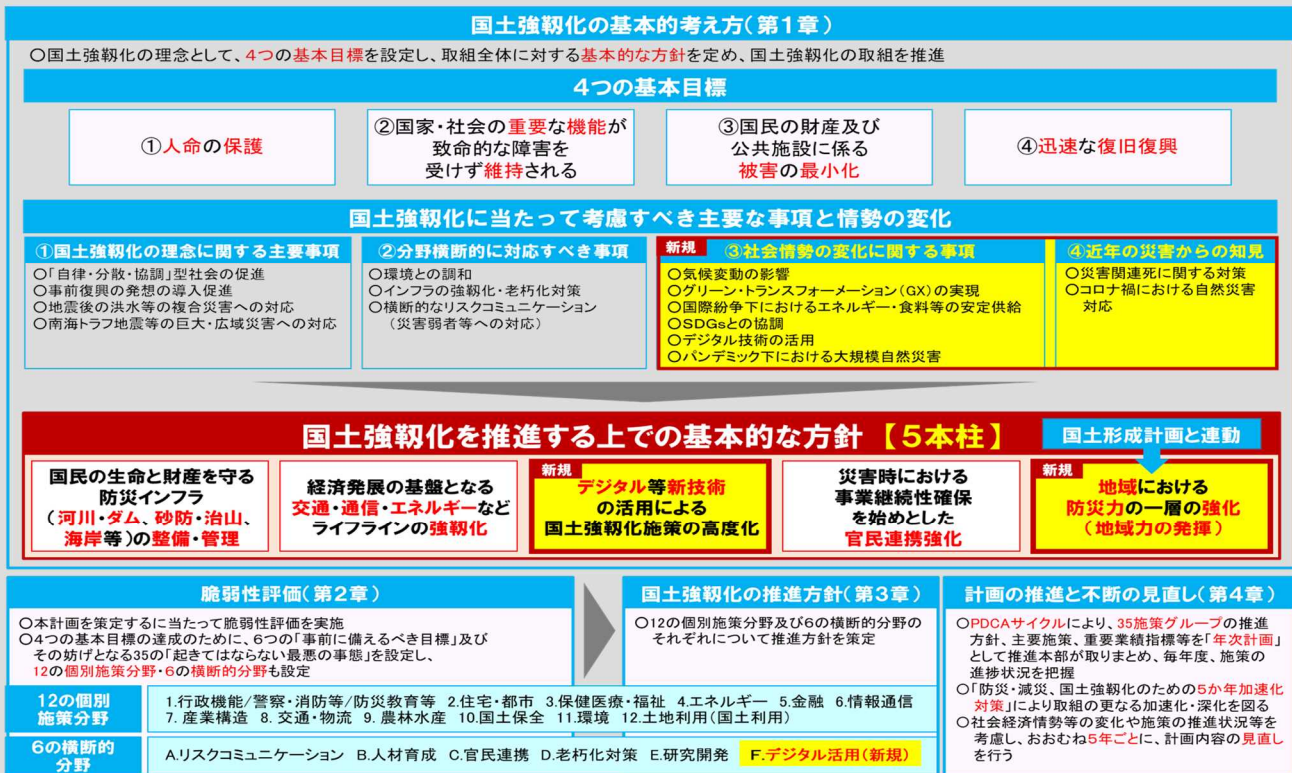 国土強靱化の基本的考え方(第1章)
○国土強靱化の理念として、4つの基本目標を設定し、取組全体に対する基本的な方針を定め、国土強靱化の取組を推進
4つの基本目標
①人命の保護
②国家・社会の重要な機能が
致命的な障害を
受けず維持される
③国民の財産及び
公共施設に係る
被害の最小化
④迅速な復旧復興
国土強靱化に当たって考慮すべき主要な事項と情勢の変化
①国土強靱化の理念に関する主要事項
○「自律・分散・協調」型社会の促進
○事前復興の発想の導入促進
○地震後の洪水等の複合災害への対応
○南海トラフ地震等の巨大・広域災害への対応
②分野横断的に対応すべき事項
○環境との調和
○インフラの強靱化・老朽化対策
○横断的なリスクコミュニケーション
(災害弱者等への対応)
新規
③社会情勢の変化に関する事項
○気候変動の影響
○グリーン・トランスフォーメーション(GX)の実現
○国際紛争下におけるエネルギー・食料等の安定供給
○SDGsとの協調
○デジタル技術の活用
○パンデミック下における大規模自然災害
④近年の災害からの知見
○災害関連死に関する対策
○コロナ禍における自然災害
対応
国土強靱化を推進する上での基本的な方針 【5本柱】
国土形成計画と連動
国民の生命と財産を守る
防災インフラ
(河川・ダム、砂防・治山、
海岸等)の整備・管理
経済発展の基盤となる
交通・通信・エネルギーなど
ライフラインの強靱化
新規
デジタル等新技術
の活用による
国土強靱化施策の高度化
災害時における
事業継続性確保
を始めとした
官民連携強化
新規
地域における
防災力の一層の強化
(地域力の発揮)
脆弱性評価(第2章)
○本計画を策定するに当たって脆弱性評価を実施
○4つの基本目標の達成のために、6つの「事前に備えるべき目標」及び
その妨げとなる35の「起きてはならない最悪の事態」を設定し、
12の個別施策分野・6の横断的分野も設定
国土強靱化の推進方針(第3章)
○12の個別施策分野及び6の横断的分野の
それぞれについて推進方針を策定
12の個別
施策分野
1.行政機能/警察・消防等/防災教育等 2.住宅・都市 3.保健医療・福祉 4.エネルギー 5.金融 6.情報通信
7. 産業構造 8. 交通・物流 9. 農林水産 10.国土保全 11.環境 12.土地利用(国土利用)
6の横断的
分野
A.リスクコミュニケーション B.人材育成 C.官民連携 D.老朽化対策 E.研究開発 F.デジタル活用(新規)
計画の推進と不断の見直し(第4章)
○PDCAサイクルにより、35施策グループの推進
方針、主要施策、重要業績指標等を「年次計画」
として推進本部が取りまとめ、毎年度、施策の
進捗状況を把握
○「防災・減災、国土強靱化のための5か年加速化
対策」により取組の更なる加速化・深化を図る
○社会経済情勢等の変化や施策の推進状況等を
考慮し、おおむね5年ごとに、計画内容の見直し
を行う